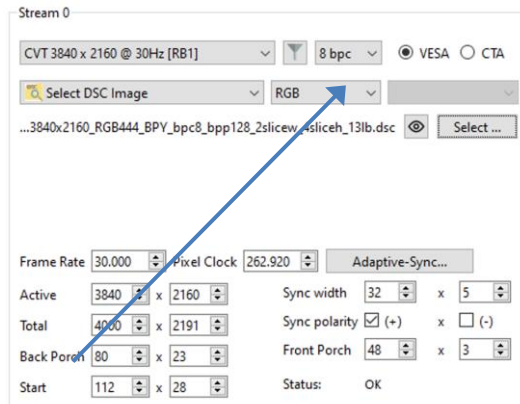 Stream 0
CVT 3840 x 2160 @ 30Hz [RB1] 8 bpc VESA CTA
Select DSC Image RGB
...3840x2160_RGB444_BPY_bpc8_bpp128_2slicew_4sliceh_13lb.dsc Select ...
Frame Rate 30.000 Pixel Clock 262.920 Adaptive-Sync...
Active 3840 x 2160 Sync width 32 x 5
Total 4000 x 2191 Sync polarity (+) x (-)
Back Porch 80 x 23 Front Porch 48 x 3
Start 112 x 28 Status: OK